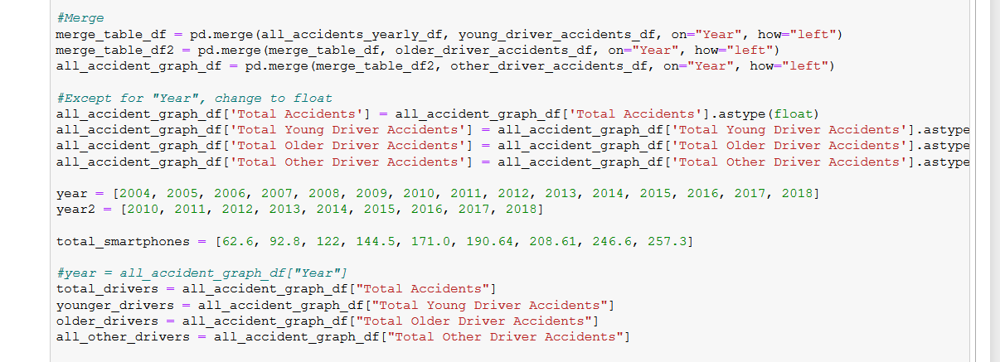 #Merge
merge_table_df = pd.merge(all_accidents_yearly_df, young_driver_accidents_df, on="Year", how="left")
merge_table_df2 = pd.merge(merge_table_df, older_driver_accidents_df, on="Year", how="left")
all_accident_graph_df = pd.merge(merge_table_df2, other_driver_accidents_df, on="Year", how="left")
#Except for "Year", change to float
all_accident_graph_df['Total Accidents'] = all_accident_graph_df['Total Accidents'].astype(float)
all_accident_graph_df['Total Young Driver Accidents'] = all_accident_graph_df['Total Young Driver Accidents'].astype
all_accident_graph_df['Total Older Driver Accidents'] = all_accident_graph_df['Total Older Driver Accidents'].astype
all_accident_graph_df['Total Other Driver Accidents'] = all_accident_graph_df['Total Other Driver Accidents'].astype
year = [2004, 2005, 2006, 2007, 2008, 2009, 2010, 2011, 2012, 2013, 2014, 2015, 2016, 2017, 2018]
year2 = [2010, 2011, 2012, 2013, 2014, 2015, 2016, 2017, 2018]
total_smartphones = [62.6, 92.8, 122, 144.5, 171.0, 190.64, 208.61, 246.6, 257.3]
#year = all_accident_graph_df["Year"]
total_drivers = all_accident_graph_df["Total Accidents"]
younger_drivers = all_accident_graph_df["Total Young Driver Accidents"]
older_drivers = all_accident_graph_df["Total Older Driver Accidents"]
all_other_drivers = all_accident_graph_df["Total Other Driver Accidents"]